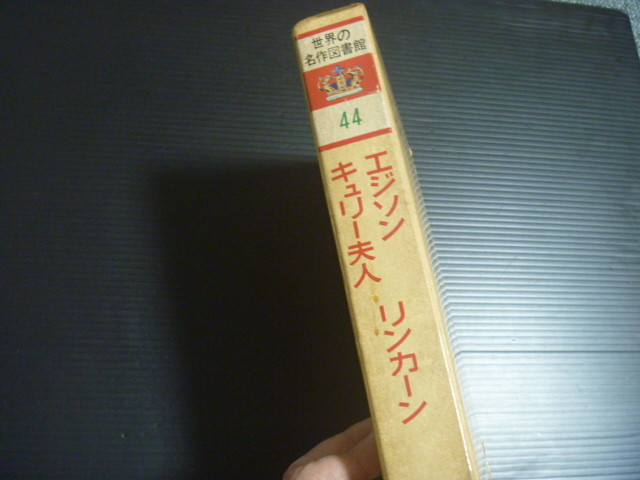 世界の
名作図書館
44
エジソン
キュリー夫人
リンカーン